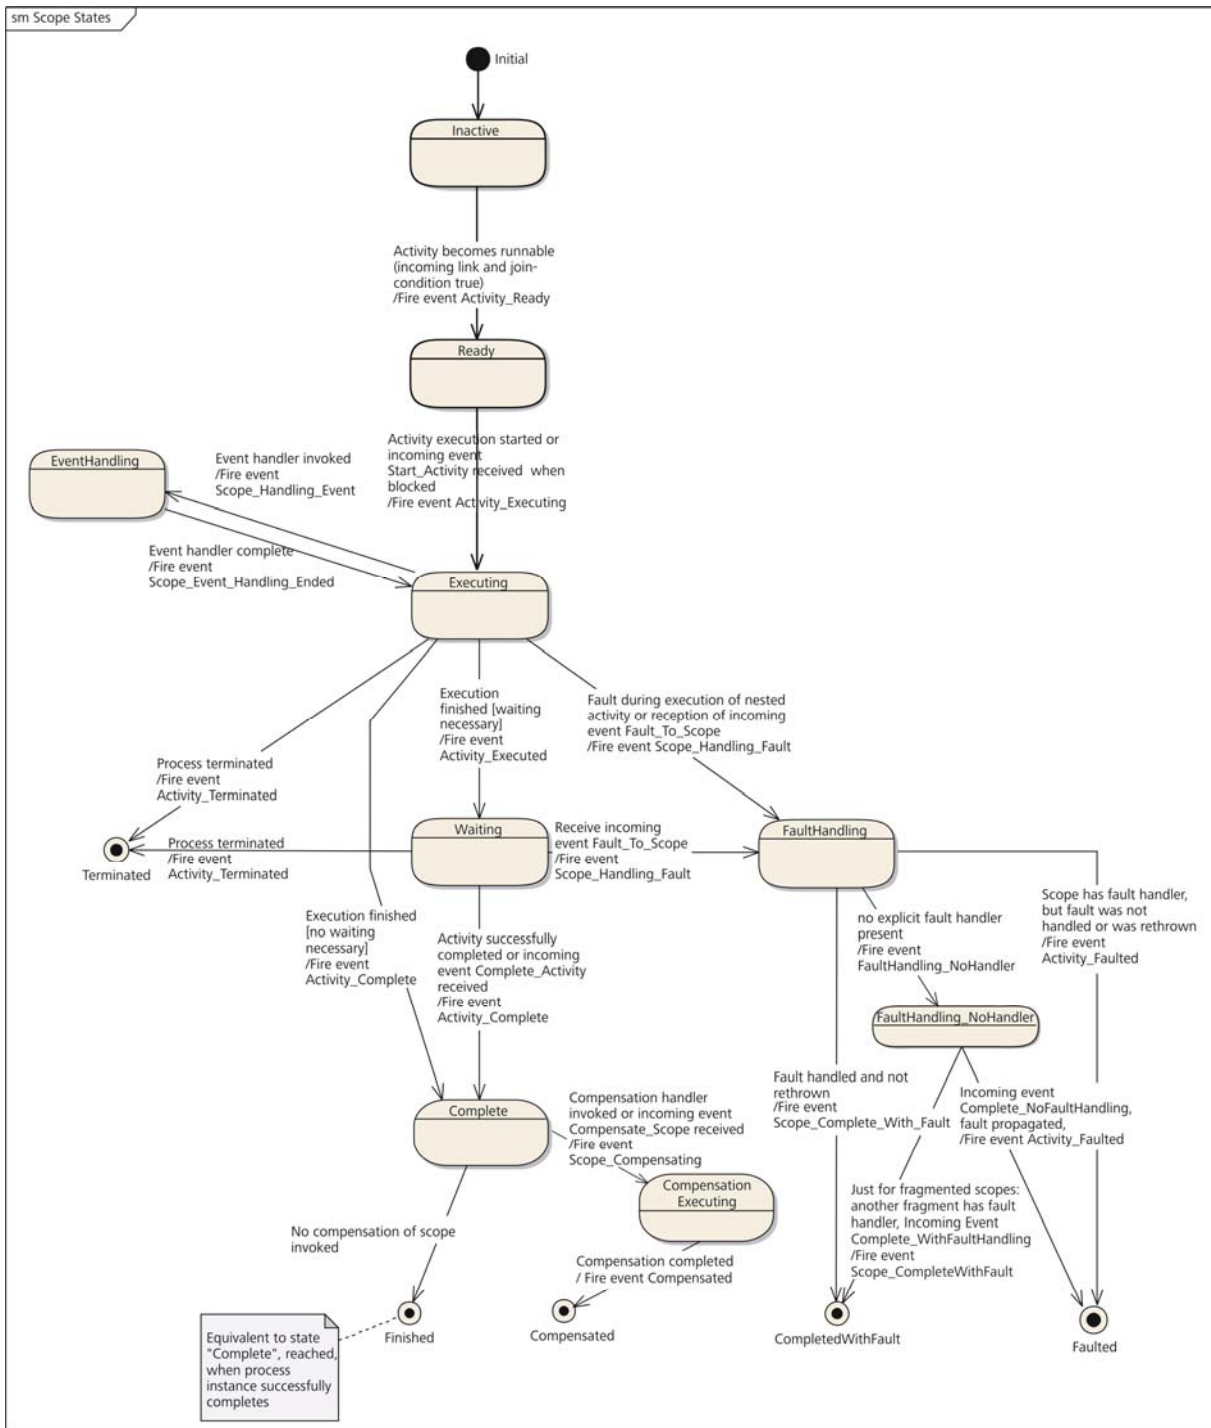 sm Scope States
Initial
Inactive
Activity becomes runnable
(incoming link and join-
condition true)
/Fire event Activity_Ready
Ready
Activity execution started or
incoming event
Start_Activity received when
blocked
/Fire event Activity_Executing
EventHandling
Event handler invoked
/Fire event
Scope_Handling_Event
Event handler complete
/Fire event
Scope_Event_Handling_Ended
Executing
Execution
finished [waiting
necessary]
/Fire event
Activity_Executed
Fault during execution of nested
activity or reception of incoming
event Fault_To_Scope
/Fire event Scope_Handling_Fault
Process terminated
/Fire event
Activity_Terminated
Terminated
Process terminated
/Fire event
Activity_Terminated
Waiting
Receive incoming
event Fault_To_Scope
/Fire event
Scope_Handling_Fault
FaultHandling
Execution finished
[no waiting
necessary]
/Fire event
Activity_Complete
Activity successfully
completed or incoming
event Complete_Activity
received
/Fire event
Activity_Complete
no explicit fault handler
present
/Fire event
FaultHandling_NoHandler
Scope has fault handler,
but fault was not
handled or was rethrown
/Fire event
Activity_Faulted
FaultHandling_NoHandler
Fault handled and not
rethrown
/Fire event
Scope_Complete_With_Fault
Incoming event
Complete_NoFaultHandling,
fault propagated,
/Fire event Activity_Faulted
Complete
Compensation handler
invoked or incoming event
Compensate_Scope received
/Fire event
Scope_Compensating
Compensation
Executing
Just for fragmented scopes:
another fragment has fault
handler, Incoming Event
Complete_WithFaultHandling
/Fire event
Scope_CompleteWithFault
No compensation of scope
invoked
Compensation completed
/ Fire event Compensated
Finished
Compensated
CompletedWithFault
Faulted
Equivalent to state
"Complete", reached,
when process
instance successfully
completes